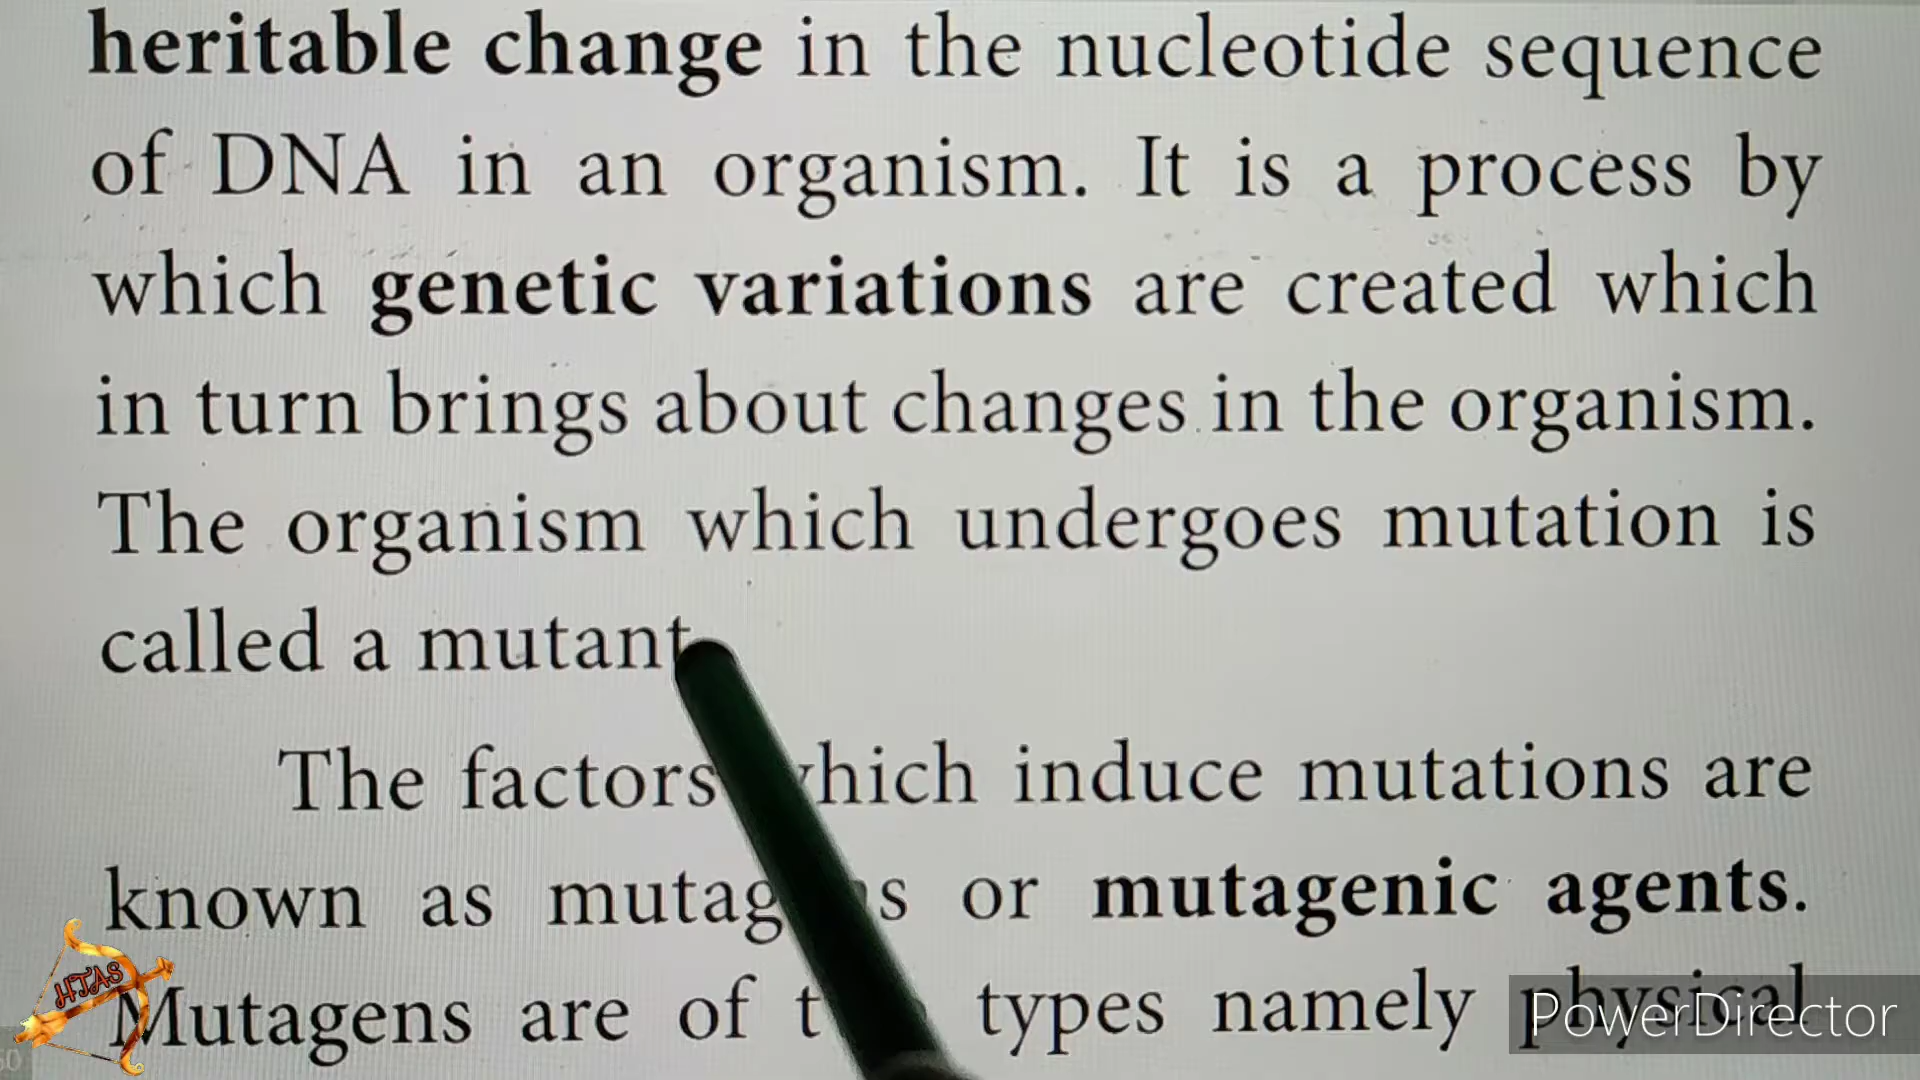 heritable change in the nucleotide sequence
of DNA in an organism. It is a process by
which genetic variations are created which
in turn brings about changes in the organism.
The organism which undergoes mutation is
called a mutant
The factors which induce mutations are
known as or mutagenic agents.
Mutagens are of types namely physical
HTAS
PowerDirector